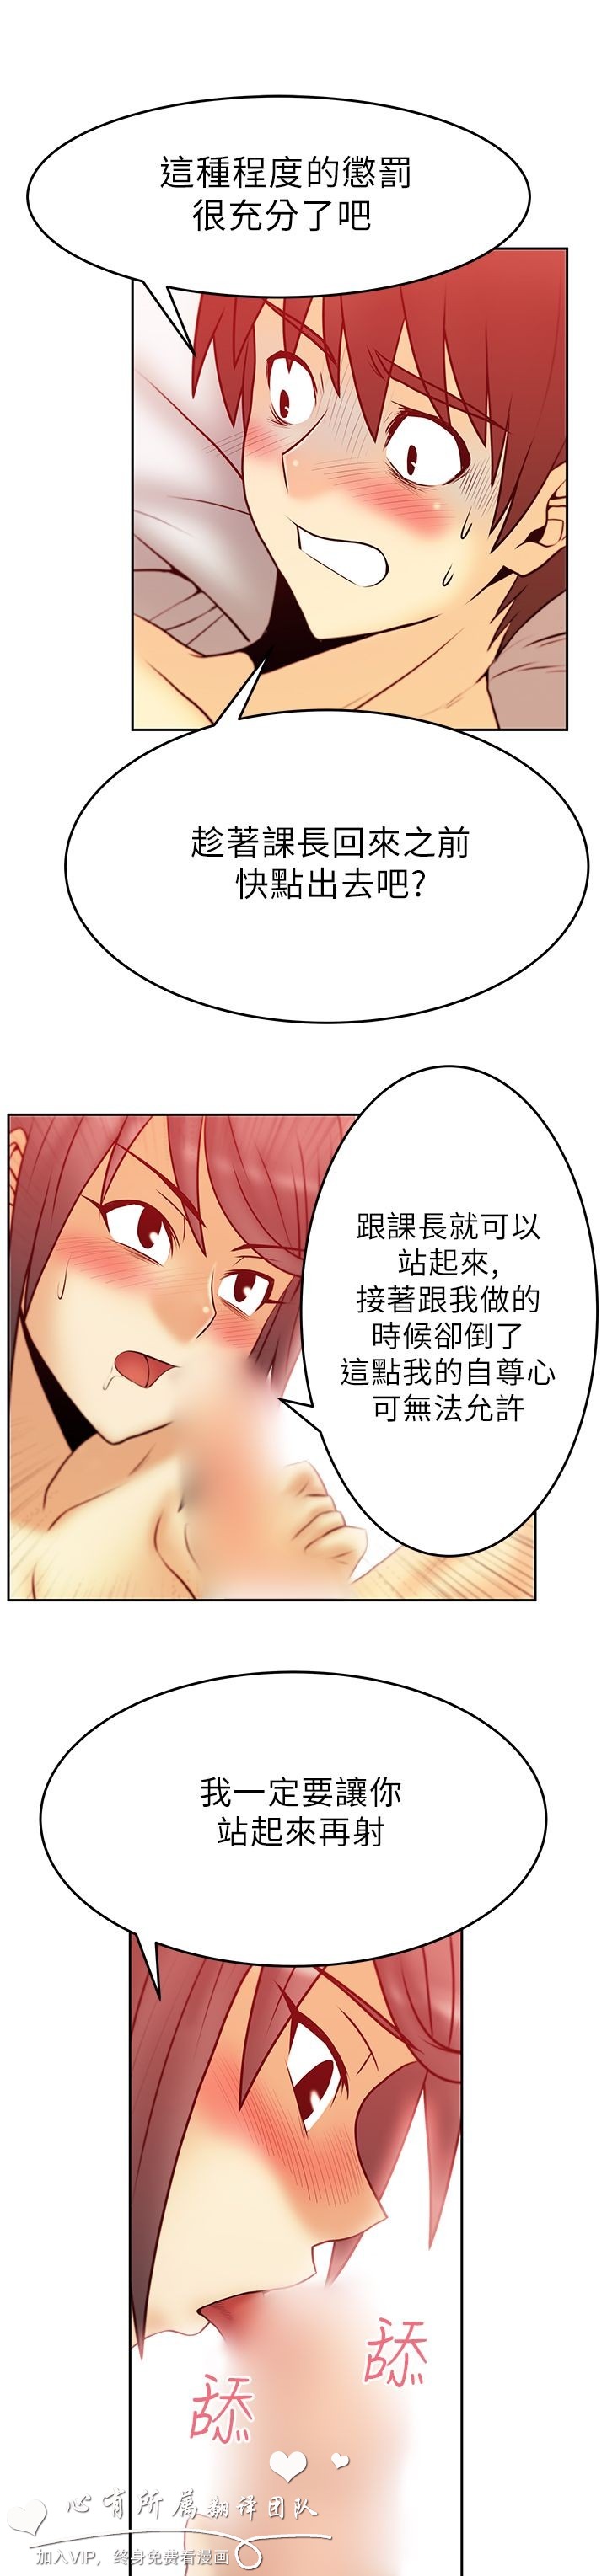 這種程度的懲罰
很充分了吧
趁著課長回來之前
快點出去吧?
跟課長就可以
站起來,
接著跟我做的
時候卻倒了
這點我的自尊心
可無法允許
我一定要讓你
站起來再射
舔
舔
心有所属翻译团队
加入VIP，终身免费看漫画